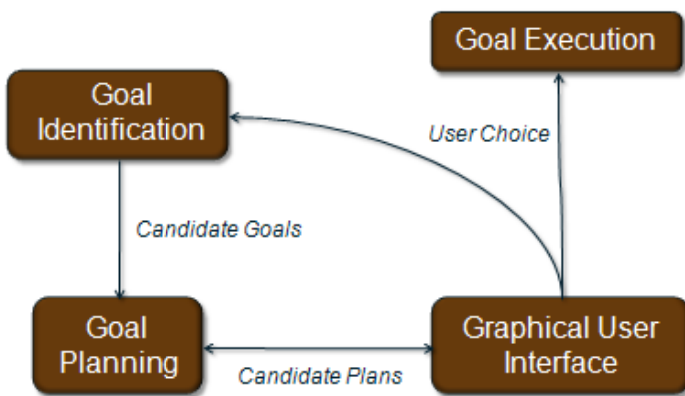 Goal Execution
Goal
Identification
User Choice
Candidate Goals
Goal
Planning
Graphical User
Interface
Candidate Plans